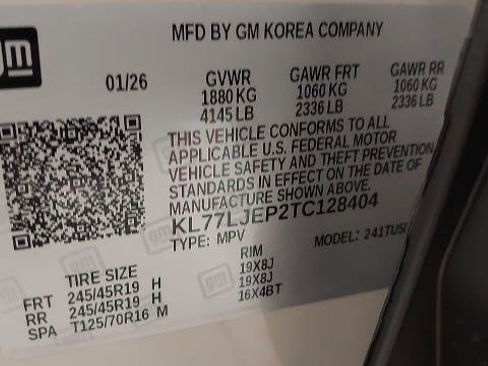 gm
MFD BY GM KOREA COMPANY
01/26
GVWR GAWR FRT GAWR RR
1880 KG 1060 KG 1060 KG
4145 LB 2336 LB 2336 LB
THIS VEHICLE CONFORMS TO ALL
APPLICABLE U.S. FEDERAL MOTOR
VEHICLE SAFETY AND THEFT PREVENTION
STANDARDS IN EFFECT ON THE DATE OF
MANUFACTURE SHOWN ABOVE.
KL77LJEP2TC128404
TYPE: MPV MODEL: 241TUSL
TIRE SIZE RIM
FRT 245/45R19 H 19X8J
RR 245/45R19 H 19X8J
SPA T125/70R16 M 16X4BT